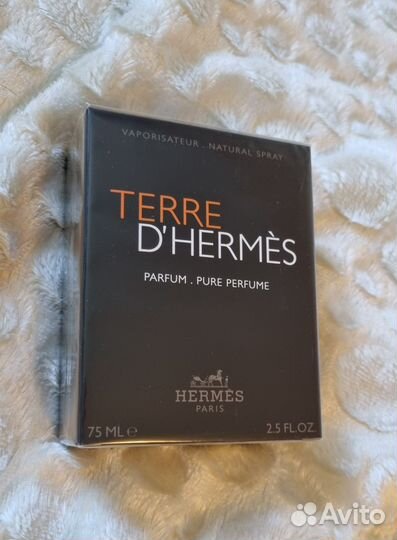 VAPORISATEUR . NATURAL SPRAY
TERRE
D'HERMÈS
PARFUM . PURE PERFUME
HERMÈS
PARIS
75 ML ℮ 2.5 FL.OZ.
Avito